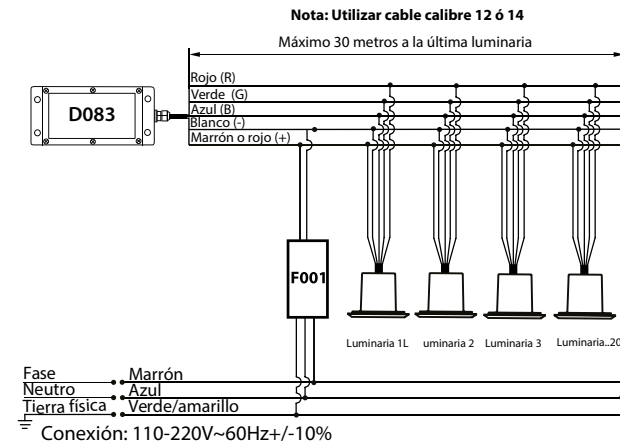 Nota: Utilizar cable calibre 12 ó 14
Máximo 30 metros a la última luminaria
Rojo (R)
Verde (G)
Azul (B)
Blanco (-)
Marrón o rojo (+)
D083
F001
Luminaria 1L uminaria 2 Luminaria 3 Luminaria..20
Fase Marrón
Neutro Azul
Tierra física Verde/amarillo
Conexión: 110-220V~60Hz+/-10%